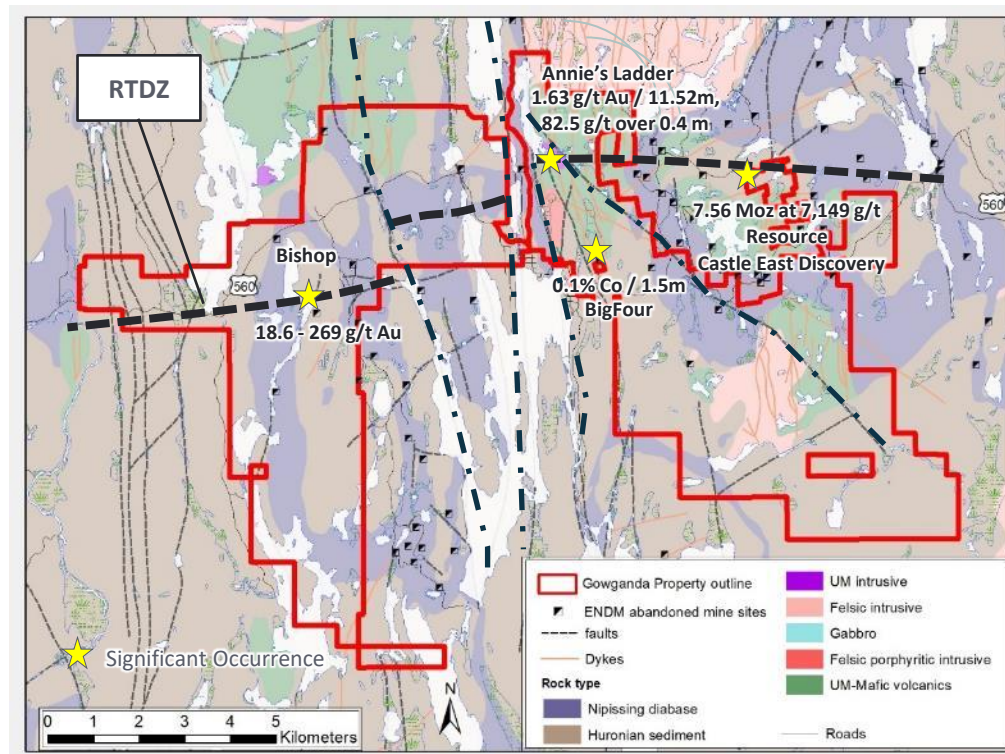 RTDZ
Annie's Ladder
1.63 g/t Au / 11.52m,
82.5 g/t over 0.4 m
560
7.56 Moz at 7,149 g/t
Resource
Castle East Discovery
Bishop
560
18.6 - 269 g/t Au
0.1% Co / 1.5m
BigFour
Significant Occurrence
N
0 1 2 3 4 5
Kilometers
Gowganda Property outline
ENDM abandoned mine sites
faults
Dykes
Rock type
Nipissing diabase
Huronian sediment
UM intrusive
Felsic intrusive
Gabbro
Felsic porphyritic intrusive
UM-Mafic volcanics
Roads